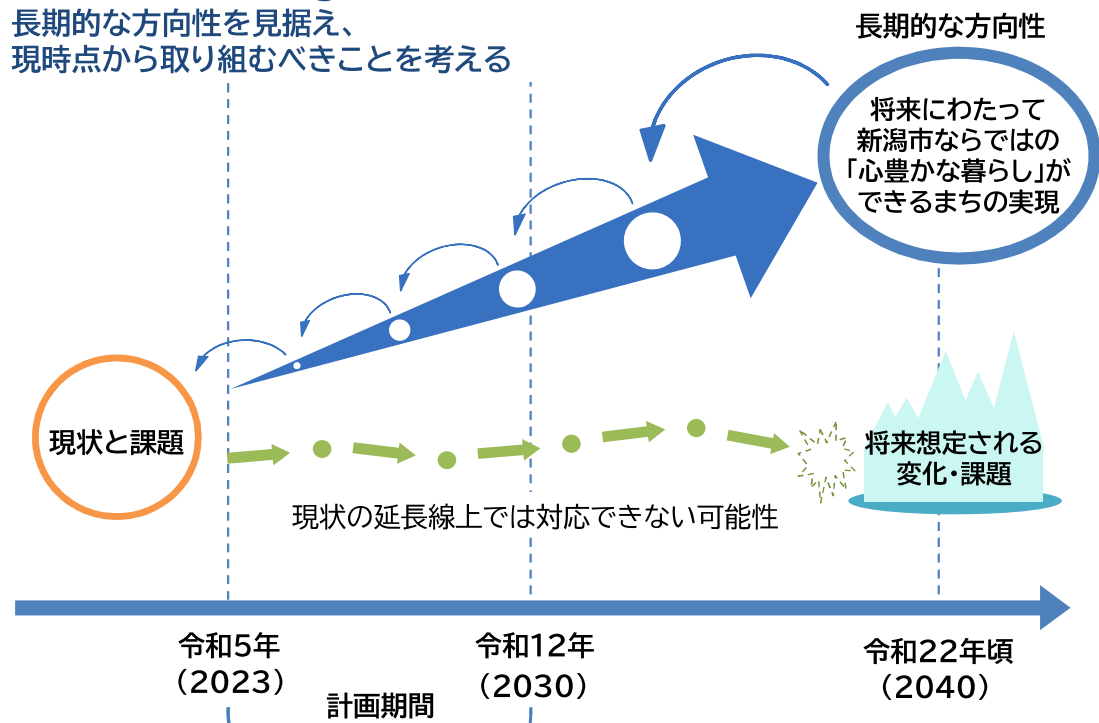 長期的な方向性を見据え、
現時点から取り組むべきことを考える
長期的な方向性
将来にわたって
新潟市ならではの
「心豊かな暮らし」が
できるまちの実現
現状と課題
将来想定される
変化・課題
現状の延長線上では対応できない可能性
令和5年
（2023）
令和12年
（2030）
令和22年頃
（2040）
計画期間